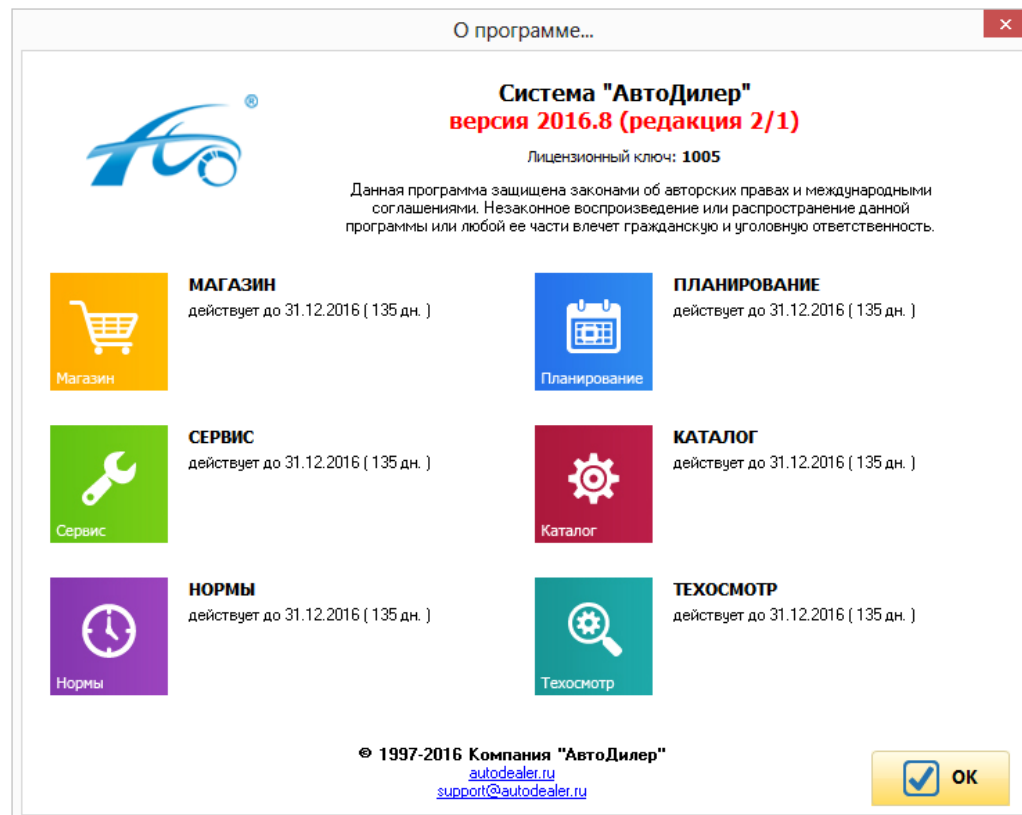 О программе...
®
Система "АвтоДилер"
версия 2016.8 (редакция 2/1)
Лицензионный ключ: 1005
Данная программа защищена законами об авторских правах и международными
соглашениями. Незаконное воспроизведение или распространение данной
программы или любой ее части влечет гражданскую и уголовную ответственность.
МАГАЗИН
действует до 31.12.2016 ( 135 дн. )
Магазин
ПЛАНИРОВАНИЕ
действует до 31.12.2016 ( 135 дн. )
Планирование
СЕРВИС
действует до 31.12.2016 ( 135 дн. )
Сервис
КАТАЛОГ
действует до 31.12.2016 ( 135 дн. )
Каталог
НОРМЫ
действует до 31.12.2016 ( 135 дн. )
Нормы
ТЕХОСМОТР
действует до 31.12.2016 ( 135 дн. )
Техосмотр
© 1997-2016 Компания "АвтоДилер"
autodealer.ru
support@autodealer.ru
ОК